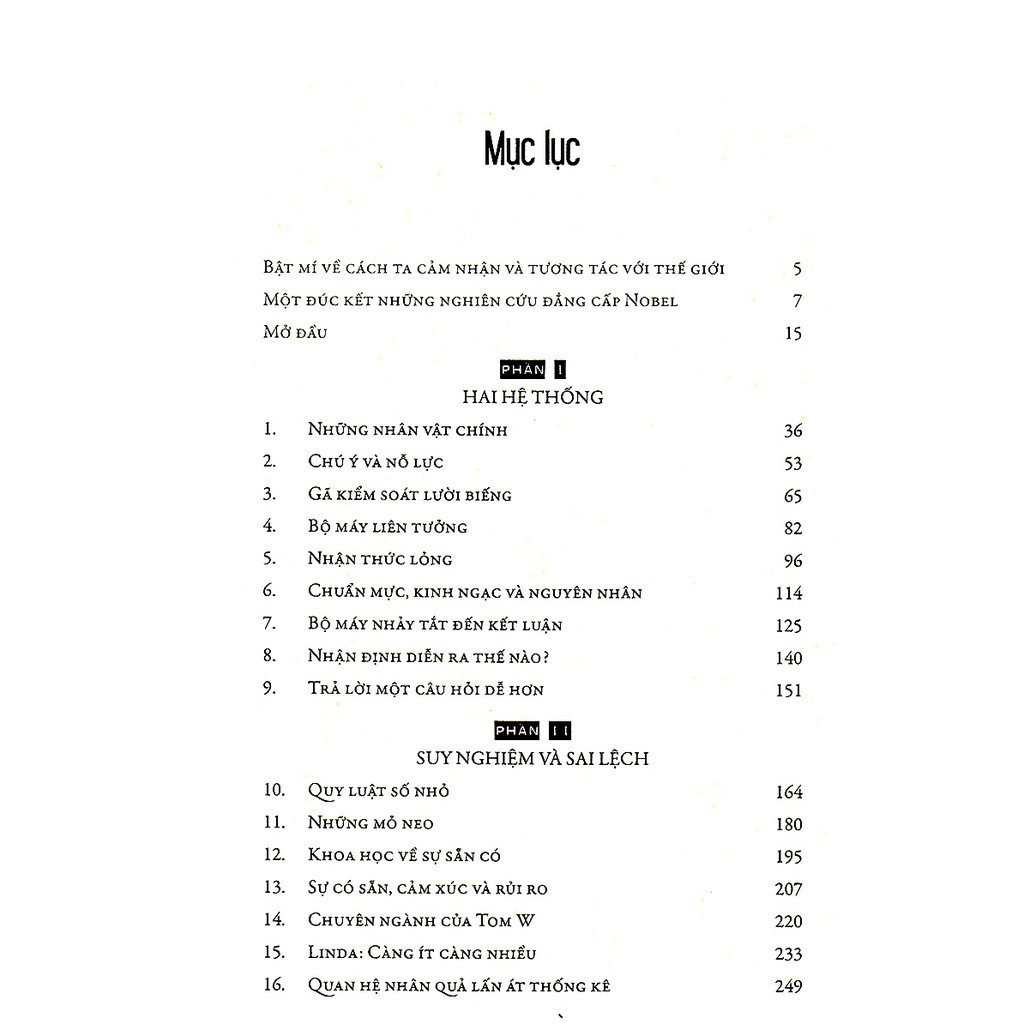 Mục lục
Bật mí về cách ta cảm nhận và tương tác với thế giới 5
Một đúc kết những nghiên cứu đẳng cấp Nobel 7
Mở đầu 15
PHẦN I
HAI HỆ THỐNG
1. Những nhân vật chính 36
2. Chú ý và nỗ lực 53
3. Gã kiểm soát lười biếng 65
4. Bộ máy liên tưởng 82
5. Nhận thức lỏng 96
6. Chuẩn mực, kinh ngạc và nguyên nhân 114
7. Bộ máy nhảy tắt đến kết luận 125
8. Nhận định diễn ra thế nào? 140
9. Trả lời một câu hỏi dễ hơn 151
PHẦN II
SUY NGHIỆM VÀ SAI LỆCH
10. Quy luật số nhỏ 164
11. Những mỏ neo 180
12. Khoa học về sự sẵn có 195
13. Sự có sẵn, cảm xúc và rủi ro 207
14. Chuyên ngành của Tom W 220
15. Linda: Càng ít càng nhiều 233
16. Quan hệ nhân quả lấn át thống kê 249